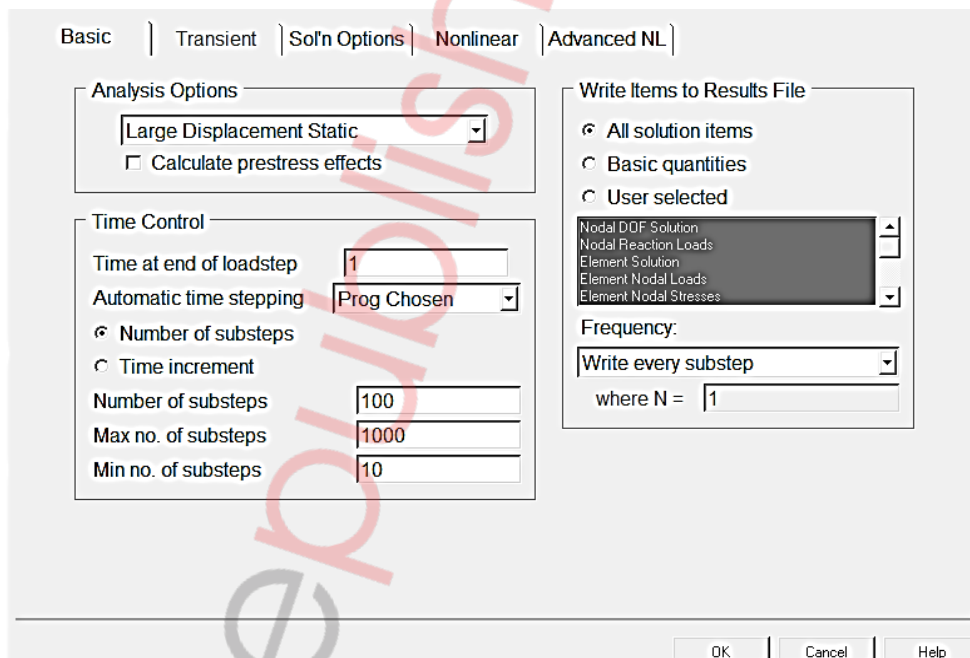 Basic Transient Sol'n Options Nonlinear Advanced NL
Analysis Options
Large Displacement Static
Calculate prestress effects
Time Control
Time at end of loadstep 1
Automatic time stepping Prog Chosen
Number of substeps
Time increment
Number of substeps 100
Max no. of substeps 1000
Min no. of substeps 10
Write Items to Results File
All solution items
Basic quantities
User selected
Nodal DOF Solution
Nodal Reaction Loads
Element Solution
Element Nodal Loads
Element Nodal Stresses
Frequency:
Write every substep
where N = 1
OK Cancel Help